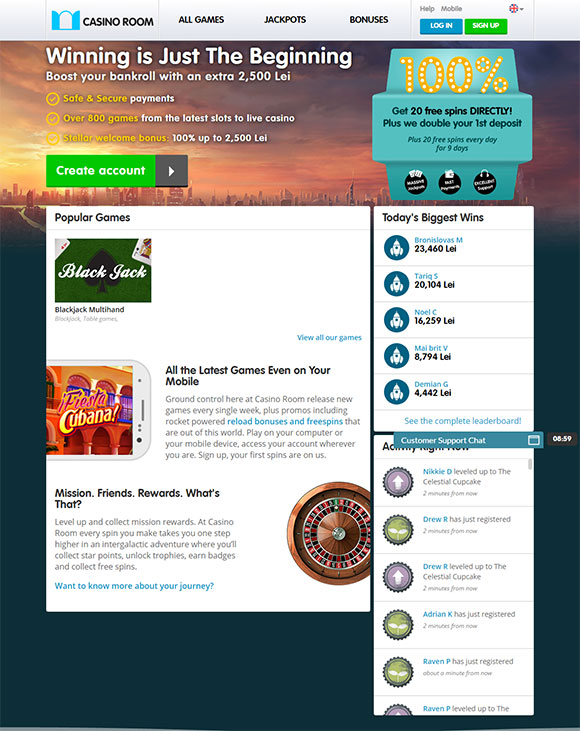 CASINO ROOM
ALL GAMES
JACKPOTS
BONUSES
Help Mobile
LOG IN
SIGN UP
Winning is Just The Beginning
Boost your bankroll with an extra 2,500 Lei
Safe & Secure payments
Over 800 games from the latest slots to live casino
Stellar welcome bonus: 100% up to 2,500 Lei
Create account
100%
Get 20 free spins DIRECTLY!
Plus we double your 1st deposit
Plus 20 free spins every day
for 9 days
MASSIVE
Jackpots
FAST
Payments
EXCELLENT
Support
Popular Games
Black Jack
Blackjack Multihand
Blackjack, Table games,
View all our games
¡Fiesta
Cubana!
All the Latest Games Even on Your
Mobile
Ground control here at Casino Room release new
games every single week, plus promos including
rocket powered reload bonuses and freespins that
are out of this world. Play on your computer or
your mobile device, access your account wherever
you are. Sign up, your first spins are on us.
Mission. Friends. Rewards. What's
That?
Level up and collect mission rewards. At Casino
Room every spin you make takes you one step
higher in an intergalactic adventure where you'll
collect star points, unlock trophies, earn badges
and collect free spins.
Want to know more about your journey?
Today's Biggest Wins
Bronislovas M
23,460 Lei
Tariq S
20,104 Lei
Noel C
16,259 Lei
Mai brit V
8,794 Lei
Demian G
4,442 Lei
See the complete leaderboard!
Customer Support Chat
08:59
Activity Right Now
Nikkie D leveled up to The
Celestial Cupcake
2 minutes from now
Drew R has just registered
2 minutes from now
Drew R leveled up to The
Celestial Cupcake
2 minutes from now
Adrian K has just registered
2 minutes from now
Raven P has just registered
about a minute from now
Raven P leveled up to The